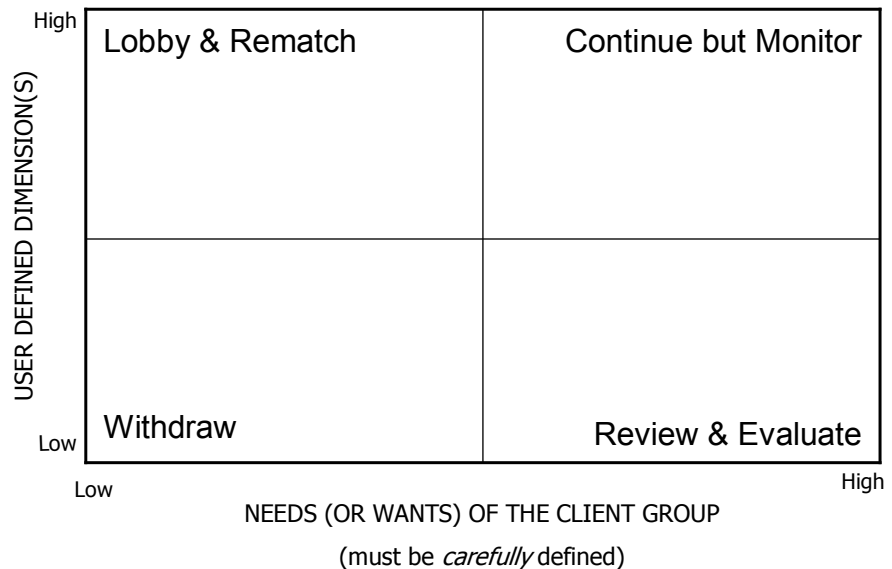 High
Lobby & Rematch
Continue but Monitor
USER DEFINED DIMENSION(S)
Withdraw
Review & Evaluate
Low
Low
High
NEEDS (OR WANTS) OF THE CLIENT GROUP
(must be carefully defined)